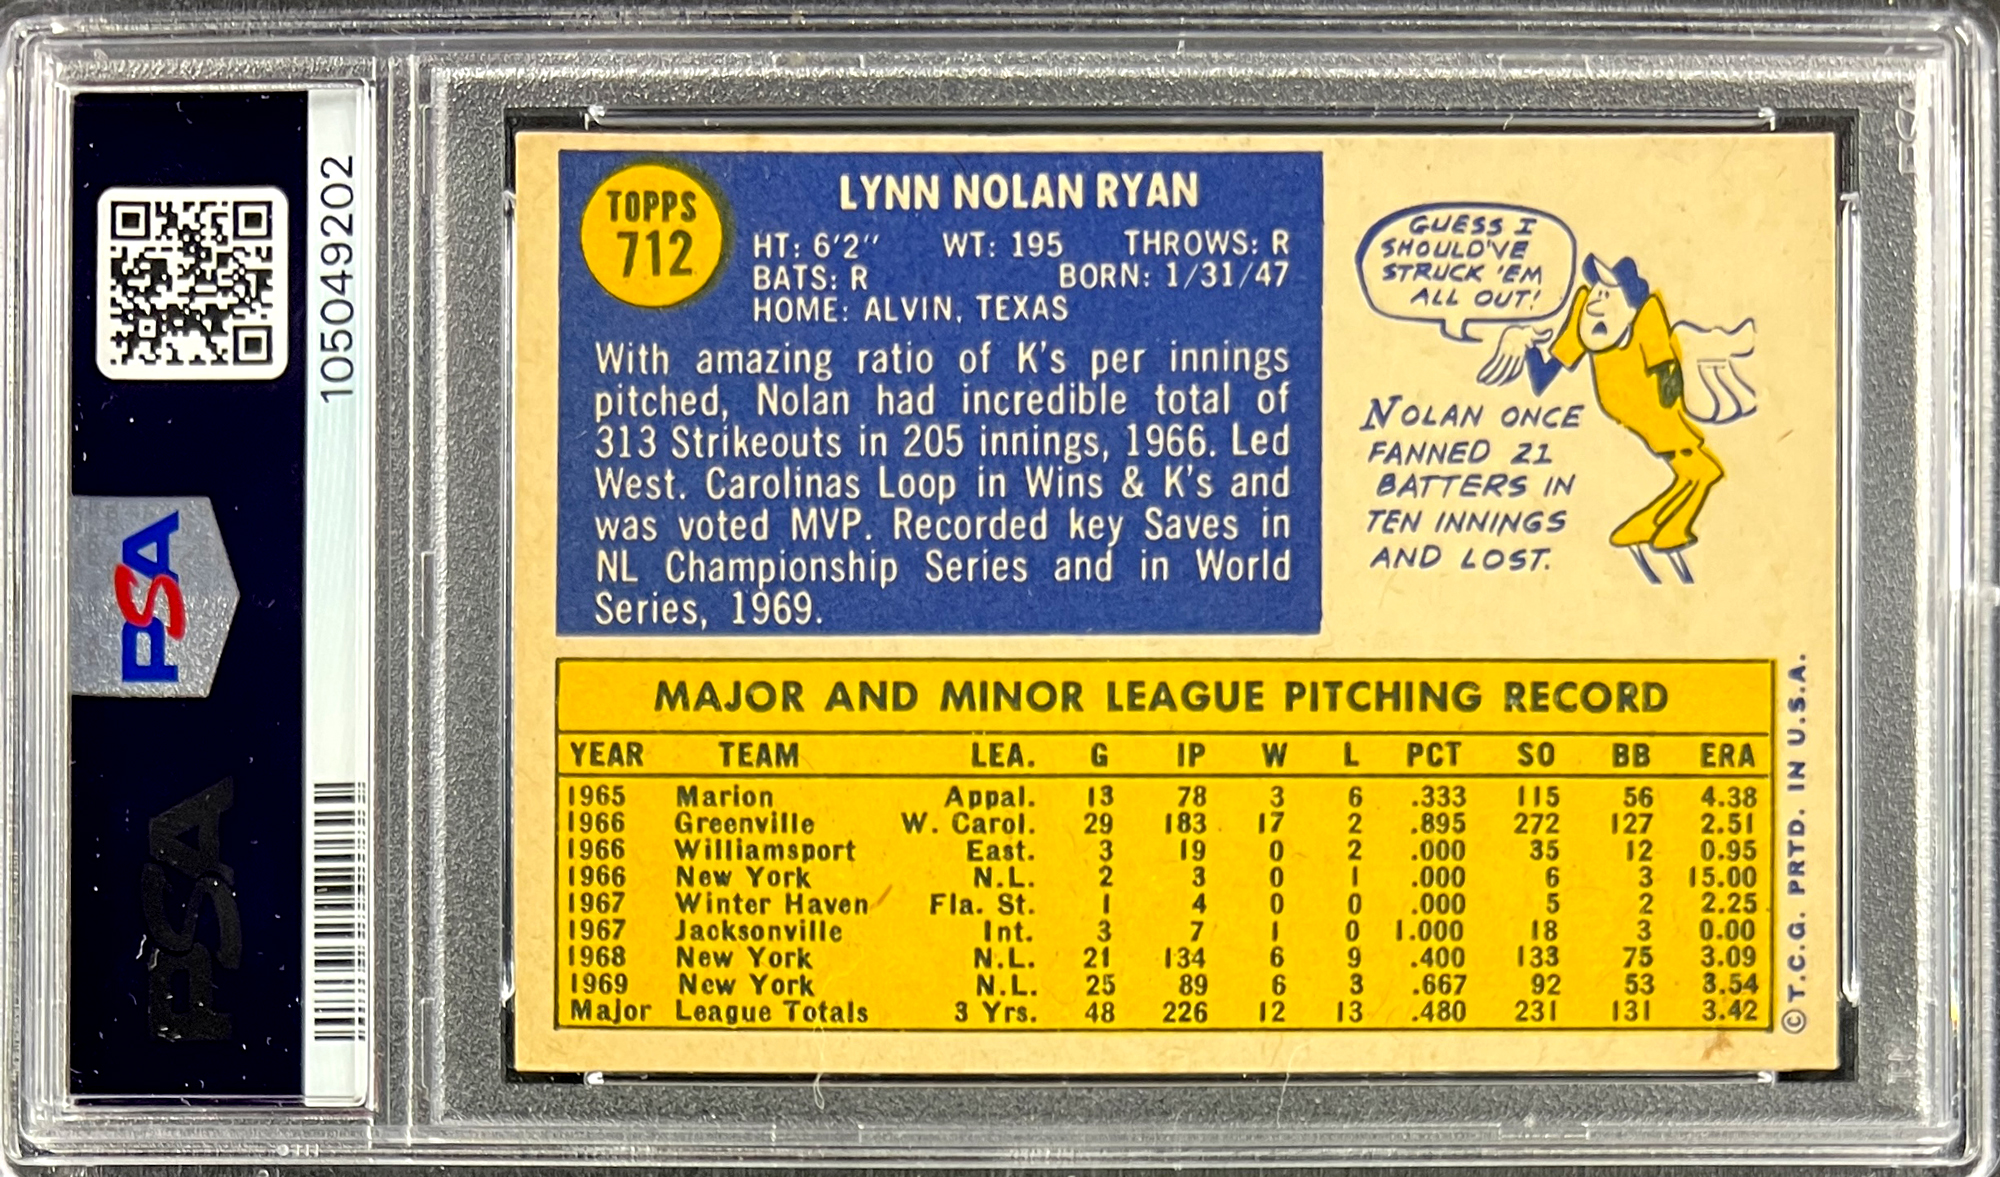 105049202
PSA
PSA
TOPPS
712
LYNN NOLAN RYAN
HT: 6'2" WT: 195 THROWS: R
BATS: R BORN: 1/31/47
HOME: ALVIN, TEXAS
With amazing ratio of K's per innings
pitched, Nolan had incredible total of
313 Strikeouts in 205 innings, 1966. Led
West. Carolinas Loop in Wins & K's and
was voted MVP. Recorded key Saves in
NL Championship Series and in World
Series, 1969.
GUESS I
SHOULD'VE
STRUCK 'EM
ALL OUT!
NOLAN ONCE
FANNED 21
BATTERS IN
TEN INNINGS
AND LOST.
MAJOR AND MINOR LEAGUE PITCHING RECORD
YEAR TEAM LEA. G IP W L PCT SO BB ERA
1965 Marion Appal. 13 78 3 6 .333 115 56 4.38
1966 Greenville W. Carol. 29 183 17 2 .895 272 127 2.51
1966 Williamsport East. 3 19 0 2 .000 35 12 0.95
1966 New York N.L. 2 3 0 1 .000 6 3 15.00
1967 Winter Haven Fla. St. 1 4 0 0 .000 5 2 2.25
1967 Jacksonville Int. 3 7 1 0 1.000 18 3 0.00
1968 New York N.L. 21 134 6 9 .400 133 75 3.09
1969 New York N.L. 25 89 6 3 .667 92 53 3.54
Major League Totals 3 Yrs. 48 226 12 13 .480 231 131 3.42
©T.C.G. PRTD. IN U.S.A.